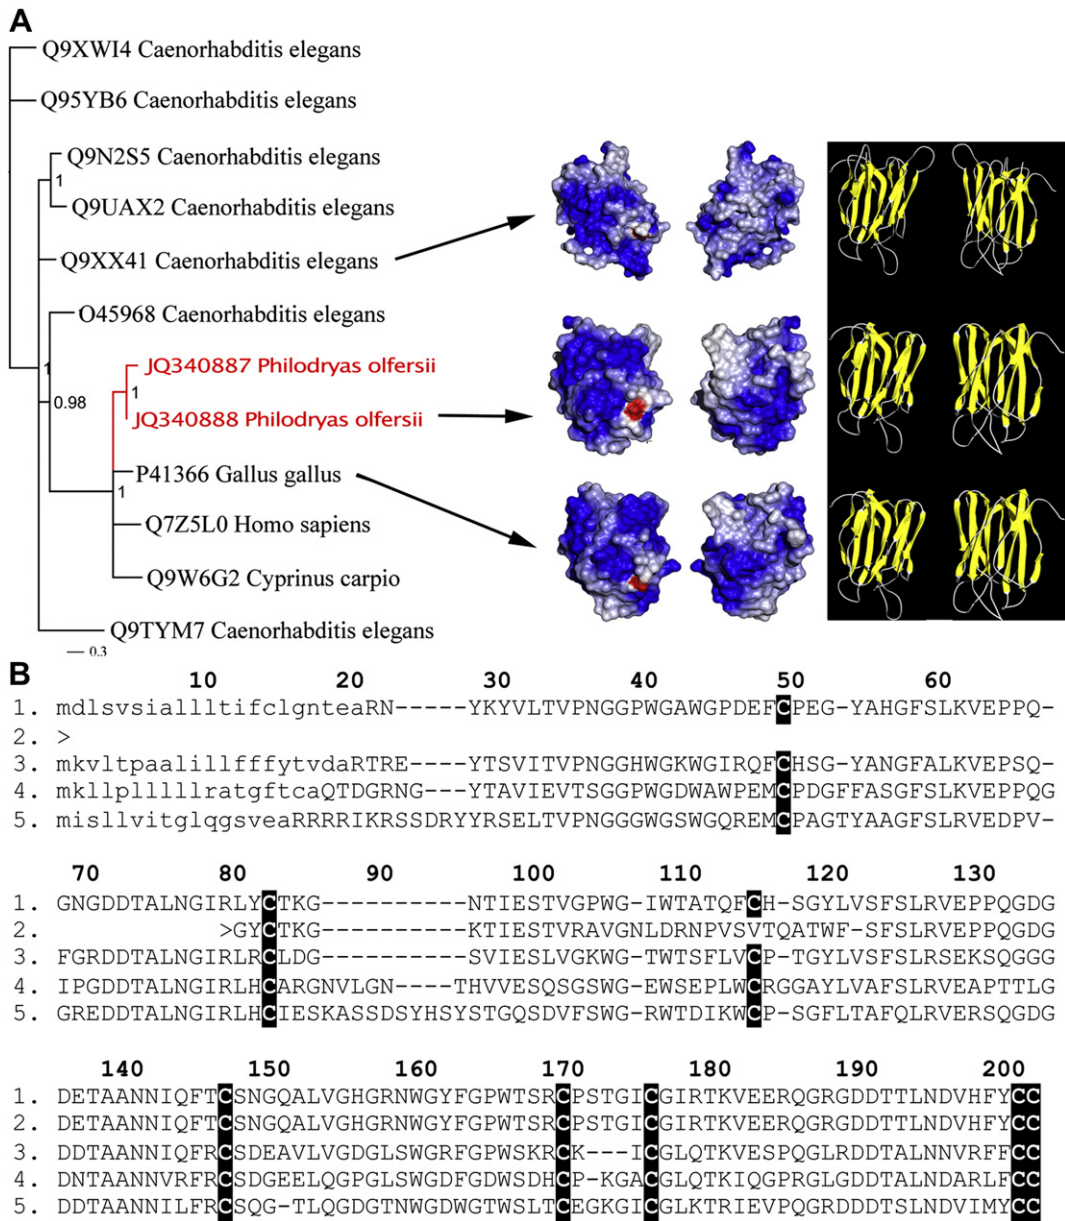 A
Q9XWI4 Caenorhabditis elegans
Q95YB6 Caenorhabditis elegans
Q9N2S5 Caenorhabditis elegans
1
Q9UAX2 Caenorhabditis elegans
Q9XX41 Caenorhabditis elegans
O45968 Caenorhabditis elegans
1
JQ340887 Philodryas olfersii
1
0.98
JQ340888 Philodryas olfersii
P41366 Gallus gallus
1
Q7Z5L0 Homo sapiens
Q9W6G2 Cyprinus carpio
Q9TYM7 Caenorhabditis elegans
0.3
B
10 20 30 40 50 60
1. mdlsvsiallltifclgnteaRN-----YKYVLTVPNGGPWGAWGPDEFCPEG-YAHGFSLKVEPPQ-
2. >
3. mkvltpaalillfffytvdaRTRE----YTSVITVPNGGHWGKWGIRQFCHSG-YANGFALKVEPSQ-
4. mkllplllllratgftcaQTDGRNG---YTAVIEVTSGGPWGDWAWPEMCPDGFFASGFSLKVEPPQG
5. misllvitglqgsveaRRRRIKRSSDRYYRSELTVPNGGGWGSWGQREMCPAGTYAAGFSLRVEDPV-
70 80 90 100 110 120 130
1. GNGDDTALNGIRLYCTKG----------NTIESTVGPWG-IWTATQFCH-SGYLVSFSLRVEPPQGDG
2. >GYCTKG----------KTIESTVRAVGNLDRNPVSVTQATWF-SFSLRVEPPQGDG
3. FGRDDTALNGIRLRCLDG----------SVIESLVGKWG-TWTSFLVCP-TGYLVSFSLRSEKSQGGG
4. IPGDDTALNGIRLHCARGNVLGN----THVVESQSGSWG-EWSEPLWCRGGAYLVAFSLRVEAPTTLG
5. GREDDTALNGIRLHCIESKASSDSYHSYSTGQSDVFSWG-RWTDIKWCP-SGFLTAFQLRVERSQGDG
140 150 160 170 180 190 200
1. DETAANNIQFTCSNGQALVGHGRNWGYFGPWTSRCPSTGICGIRTKVEERQGRGDDTTLNDVHFYCC
2. DETAANNIQFTCSNGQALVGHGRNWGYFGPWTSRCPSTGICGIRTKVEERQGRGDDTTLNDVHFYCC
3. DDTAANNIQFRCSDEAVLVGDGLSWGRFGPWSKRCK---ICGLQTKVESPQGLRDDTALNNVRFFCC
4. DNTAANNVRFRCSDGEELQGPGLSWGDFGDWSDHCP-KGACGLQTKIQGPRGLGDDTALNDARLFCC
5. DDTAANNILFRCSQG-TLQGDGTNWGDWGTWSLTCEGKGICGLKTRIEVPQGRDDDTSLNDVIMYCC